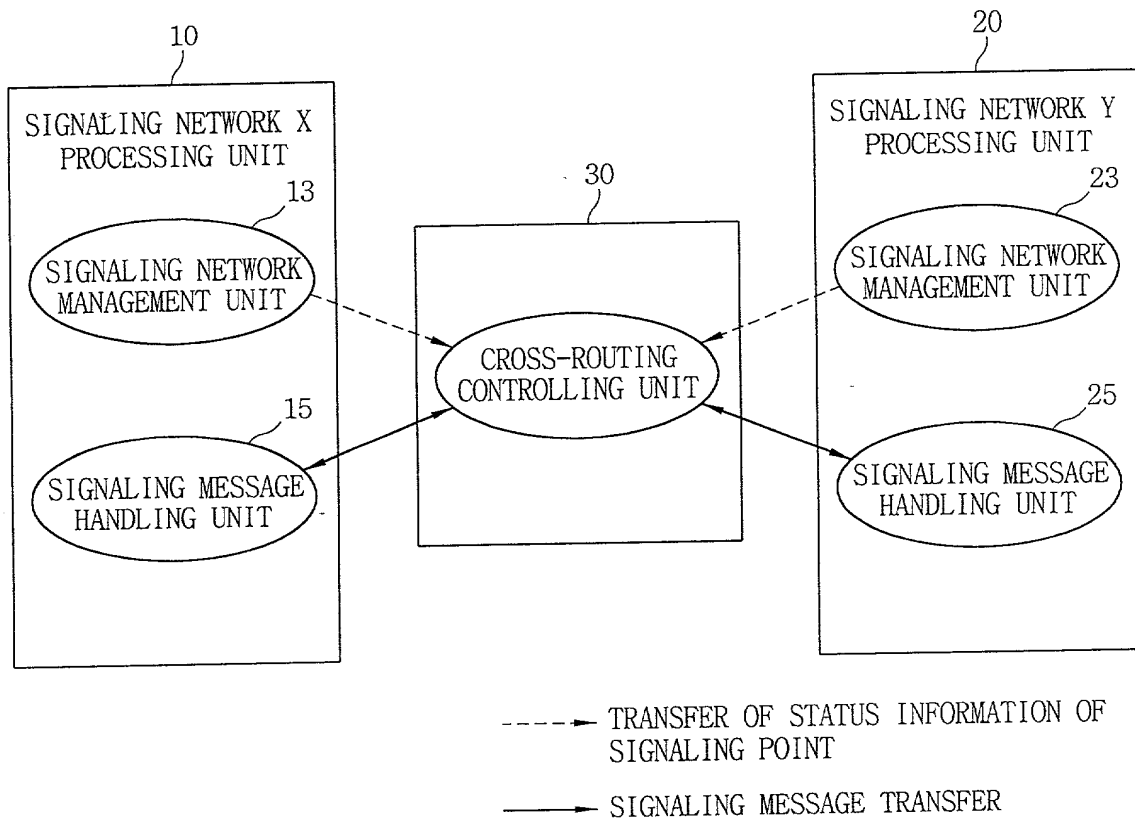 10
SIGNALING NETWORK X
PROCESSING UNIT
13
SIGNALING NETWORK
MANAGEMENT UNIT
15
SIGNALING MESSAGE
HANDLING UNIT
30
CROSS-ROUTING
CONTROLLING UNIT
20
SIGNALING NETWORK Y
PROCESSING UNIT
23
SIGNALING NETWORK
MANAGEMENT UNIT
25
SIGNALING MESSAGE
HANDLING UNIT
TRANSFER OF STATUS INFORMATION OF
SIGNALING POINT
SIGNALING MESSAGE TRANSFER